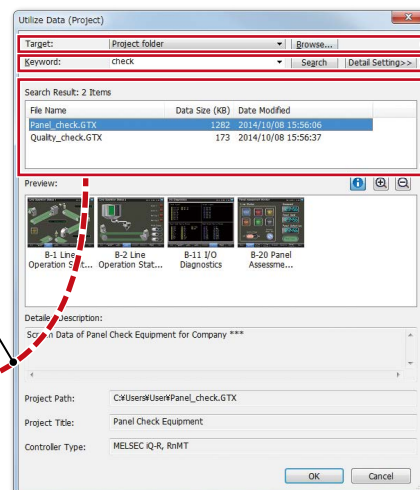 Utilize Data (Project)
Target: Project folder Browse...
Keyword: check Search Detail Setting>>
Search Result: 2 Items
File Name Data Size (KB) Date Modified
Panel_check.GTX 1282 2014/10/08 15:56:06
Quality_check.GTX 173 2014/10/08 15:56:37
Preview:
B-1 Line Operation Stat... B-2 Line Operation Stat... B-11 I/O Diagnostics B-20 Panel Assessme...
Detailed Description:
Screen Data of Panel Check Equipment for Company ***
Project Path: C:¥Users¥User¥Panel_check.GTX
Project Title: Panel Check Equipment
Controller Type: MELSEC iQ-R, RnMT
OK Cancel